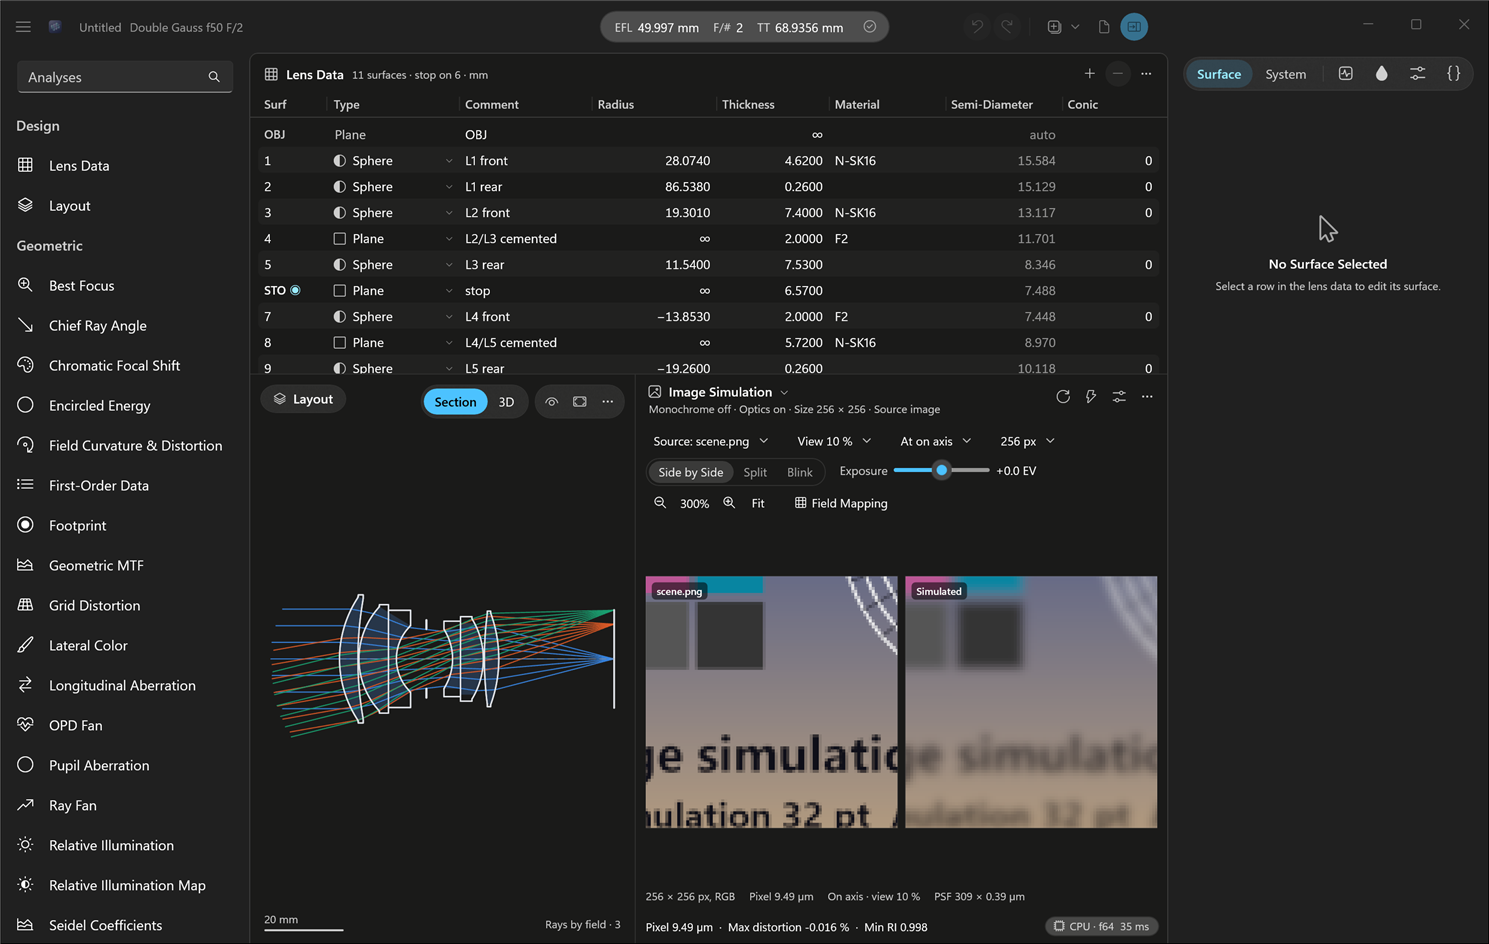 Untitled Double Gauss f50 F/2
EFL 49.997 mm F/# 2 TT 68.9356 mm
Analyses
Design
Lens Data
Layout
Geometric
Best Focus
Chief Ray Angle
Chromatic Focal Shift
Encircled Energy
Field Curvature & Distortion
First-Order Data
Footprint
Geometric MTF
Grid Distortion
Lateral Color
Longitudinal Aberration
OPD Fan
Pupil Aberration
Ray Fan
Relative Illumination
Relative Illumination Map
Seidel Coefficients
Lens Data 11 surfaces · stop on 6 · mm
Surf Type Comment Radius Thickness Material Semi-Diameter Conic
OBJ Plane OBJ ∞ auto
1 Sphere L1 front 28.0740 4.6200 N-SK16 15.584 0
2 Sphere L1 rear 86.5380 0.2600 15.129 0
3 Sphere L2 front 19.3010 7.4000 N-SK16 13.117 0
4 Plane L2/L3 cemented ∞ 2.0000 F2 11.701
5 Sphere L3 rear 11.5400 7.5300 8.346 0
STO Plane stop ∞ 6.5700 7.488
7 Sphere L4 front −13.8530 2.0000 F2 7.448 0
8 Plane L4/L5 cemented ∞ 5.7200 N-SK16 8.970
9 Sphere L5 rear −19.2600 0.2600 10.118 0
Layout
Section 3D
20 mm
Rays by field · 3
Image Simulation
Monochrome off · Optics on · Size 256 × 256 · Source image
Source: scene.png View 10 % At on axis 256 px
Side by Side Split Blink Exposure +0.0 EV
300% Fit Field Mapping
scene.png
ge simulatio
nulation 32 pt
Simulated
ge simulatio
nulation 32 pt
256 × 256 px, RGB Pixel 9.49 µm On axis · view 10 % PSF 309 × 0.39 µm
Pixel 9.49 µm · Max distortion -0.016 % · Min RI 0.998
CPU · f64 35 ms
Surface System {}
No Surface Selected
Select a row in the lens data to edit its surface.